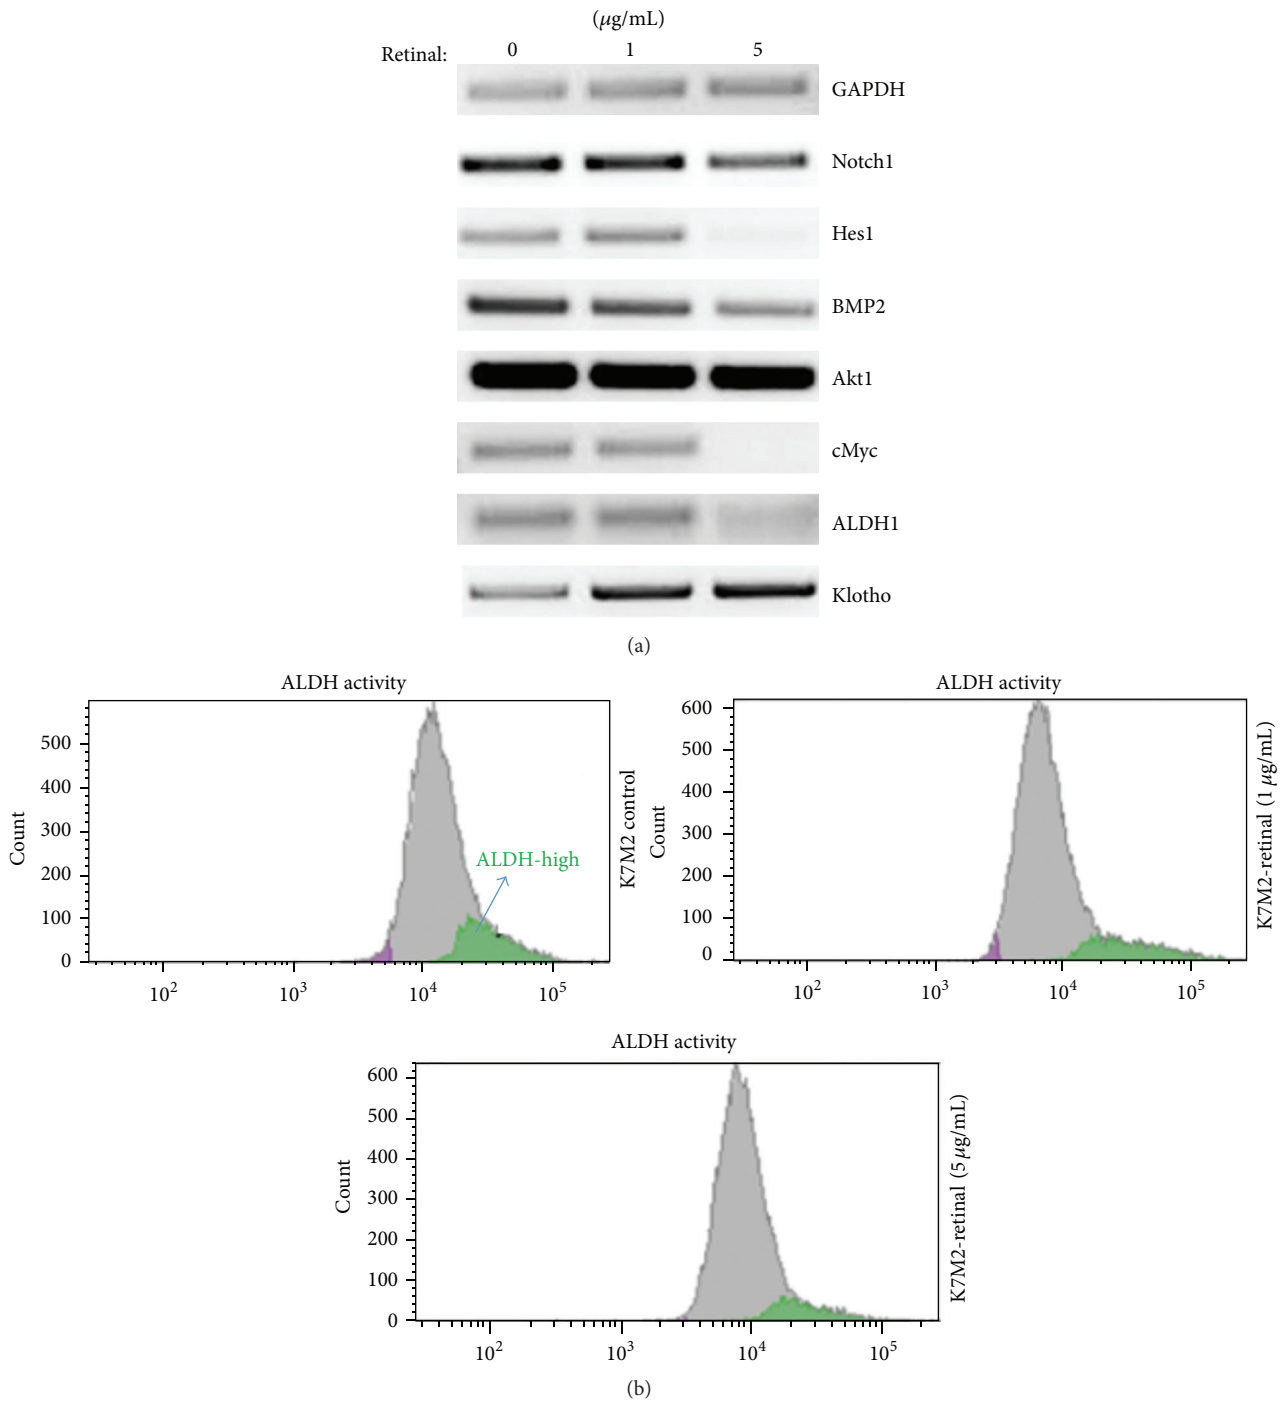 (μg/mL)
Retinal: 0 1 5
GAPDH
Notch1
Hes1
BMP2
Akt1
cMyc
ALDH1
Klotho
(a)
ALDH activity
Count
500
400
300
200
100
0
10² 10³ 10⁴ 10⁵
ALDH-high
K7M2 control
ALDH activity
Count
600
500
400
300
200
100
0
10² 10³ 10⁴ 10⁵
K7M2-retinal (1 μg/mL)
ALDH activity
Count
600
500
400
300
200
100
0
10² 10³ 10⁴ 10⁵
K7M2-retinal (5 μg/mL)
(b)